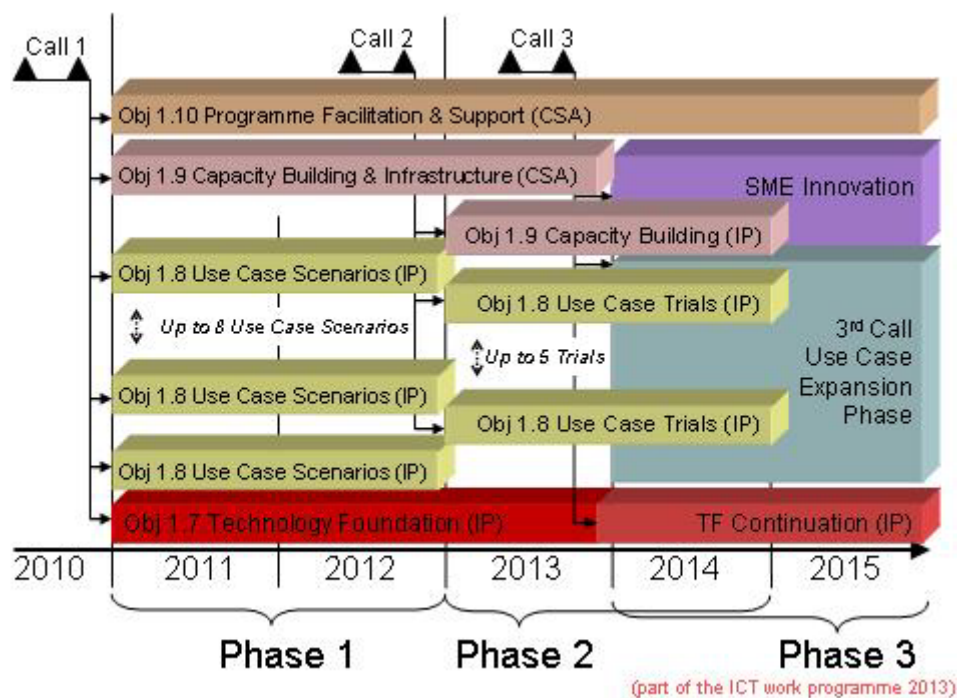 Call 1
Call 2
Call 3
Obj 1.10 Programme Facilitation & Support (CSA)
Obj 1.9 Capacity Building & Infrastructure (CSA)
SME Innovation
Obj 1.9 Capacity Building (IP)
Obj 1.8 Use Case Scenarios (IP)
Obj 1.8 Use Case Trials (IP)
Up to 8 Use Case Scenarios
Up to 5 Trials
3rd Call
Use Case
Expansion
Phase
Obj 1.8 Use Case Scenarios (IP)
Obj 1.8 Use Case Trials (IP)
Obj 1.8 Use Case Scenarios (IP)
Obj 1.7 Technology Foundation (IP)
TF Continuation (IP)
2010 2011 2012 2013 2014 2015
Phase 1 Phase 2 Phase 3
(part of the ICT work programme 2013)